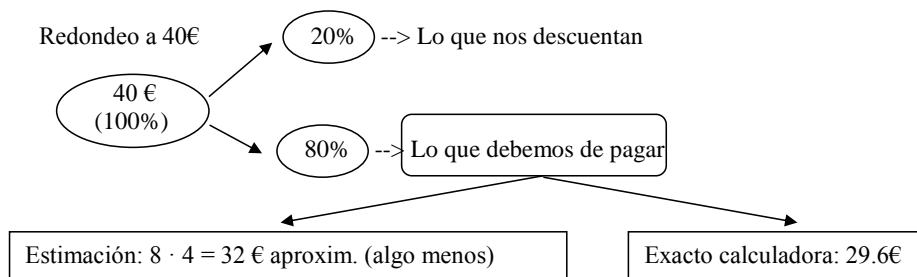 Redondeo a 40€
20% --> Lo que nos descuentan
40 €
(100%)
80% --> Lo que debemos de pagar
Estimación: 8 · 4 = 32 € aproxim. (algo menos)
Exacto calculadora: 29.6€